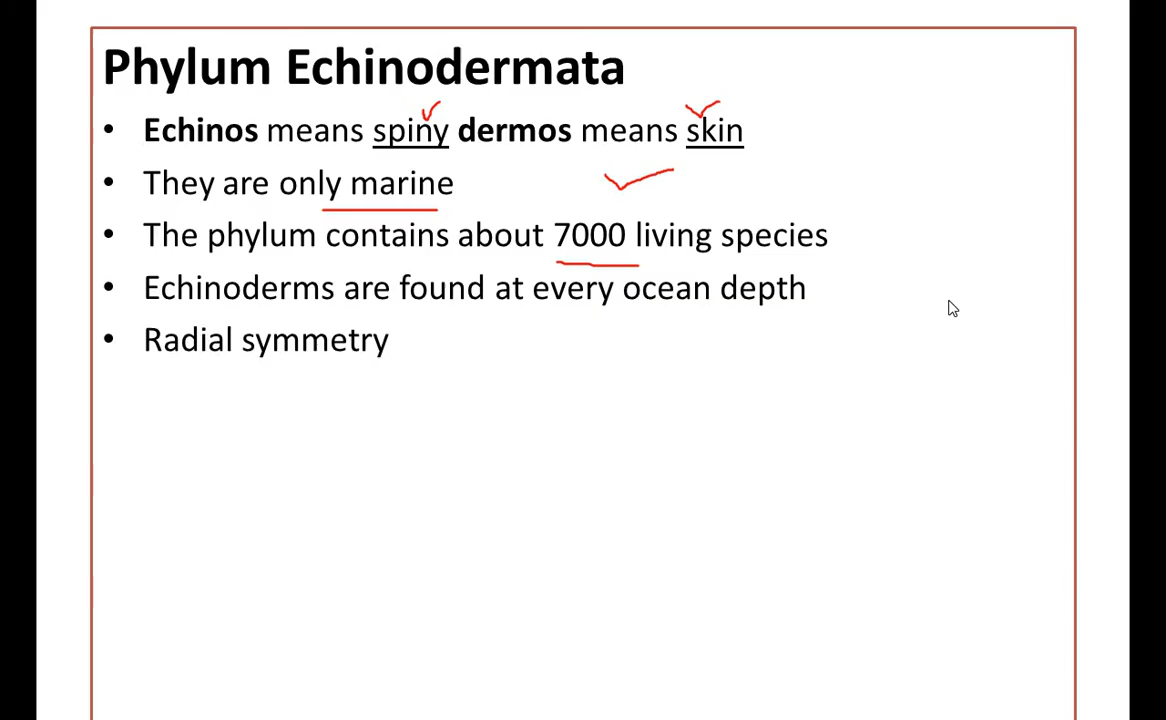 Phylum Echinodermata
• Echinos means spiny dermos means skin
• They are only marine
• The phylum contains about 7000 living species
• Echinoderms are found at every ocean depth
• Radial symmetry